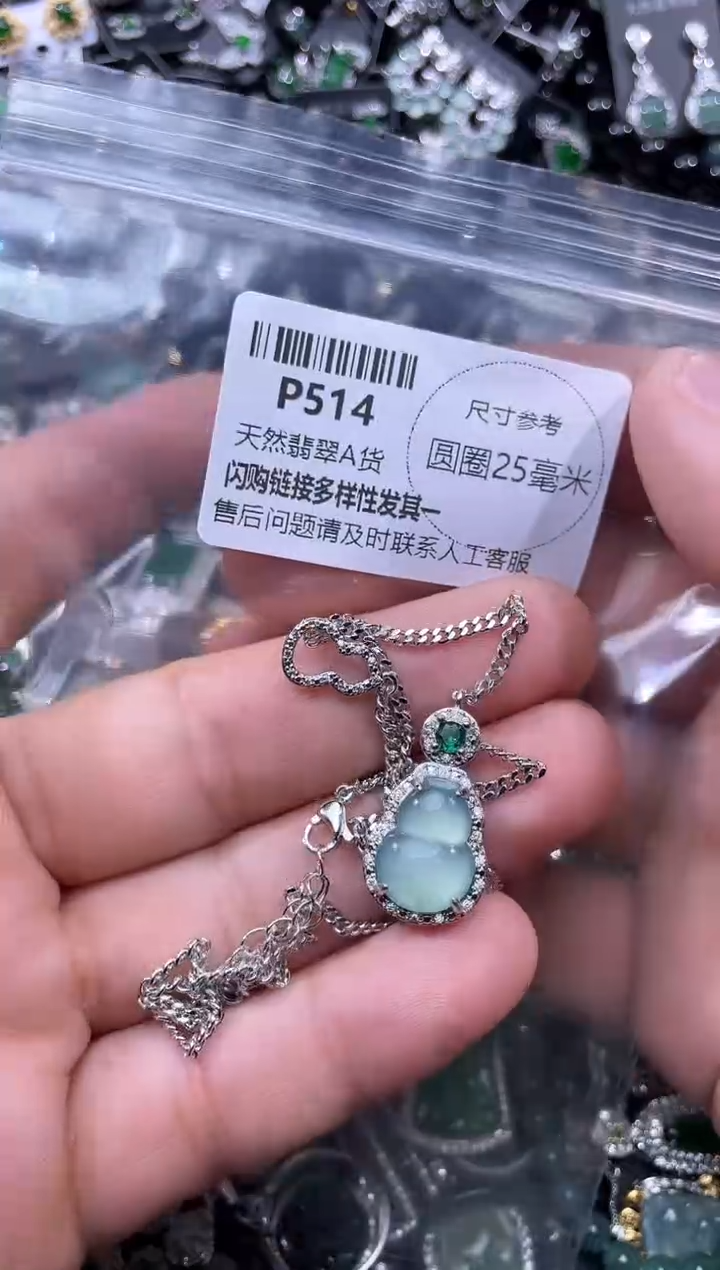 P514
天然翡翠A货
闪购链接多样性发其一
售后问题请及时联系人工客服
尺寸参考
圆圈25毫米